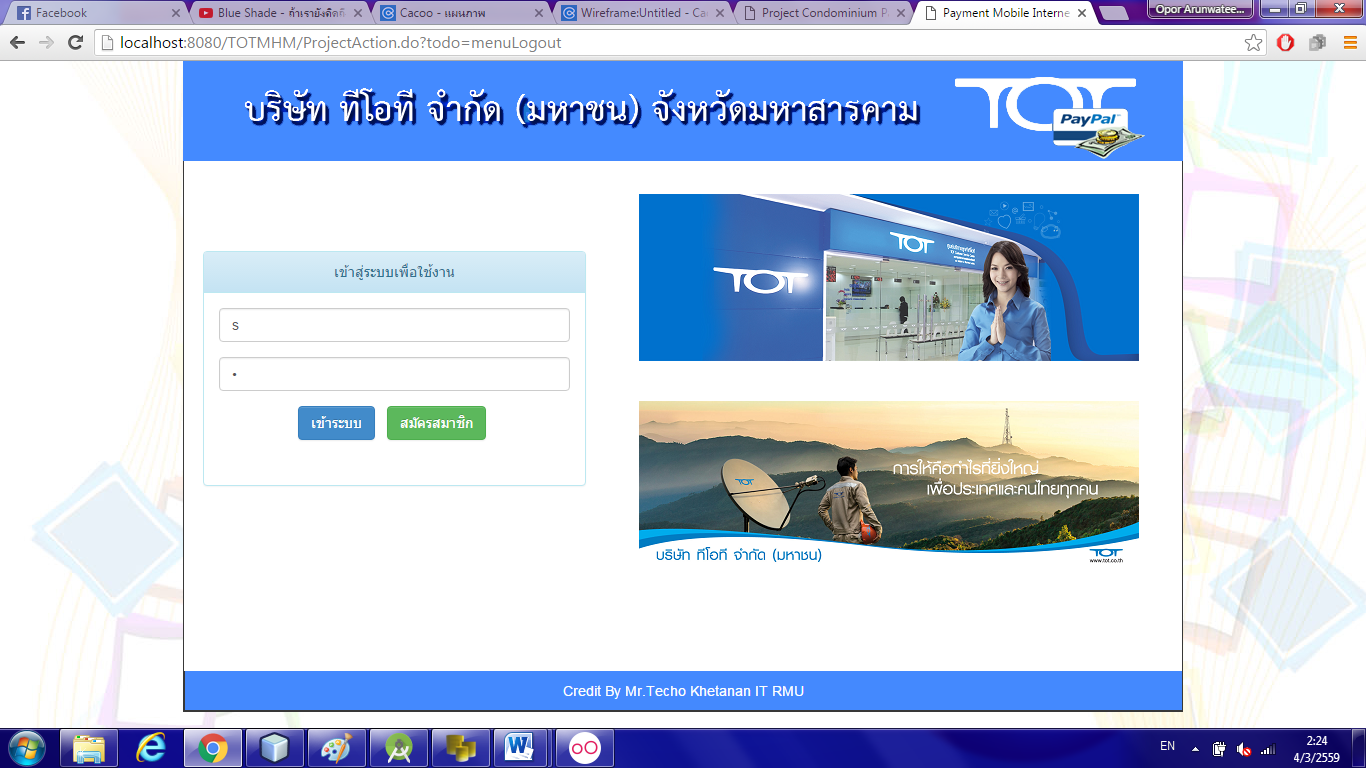 Facebook
Blue Shade - ถ้าเรายังคิดถึ
Cacoo - แผนภาพ
Wireframe:Untitled - Ca
Project Condominium P
Payment Mobile Interne
Opor Arunwatee...
localhost:8080/TOTMHM/ProjectAction.do?todo=menuLogout
บริษัท ทีโอที จำกัด (มหาชน) จังหวัดมหาสารคาม
TOT
PayPal
TOT
TOT
เข้าสู่ระบบเพื่อใช้งาน
s
เข้าระบบ
สมัครสมาชิก
TOT
การให้คือกำไรที่ยิ่งใหญ่
เพื่อประเทศและคนไทยทุกคน
บริษัท ทีโอที จำกัด (มหาชน)
TOT
www.tot.co.th
Credit By Mr.Techo Khetanan IT RMU
EN
2:24
4/3/2559